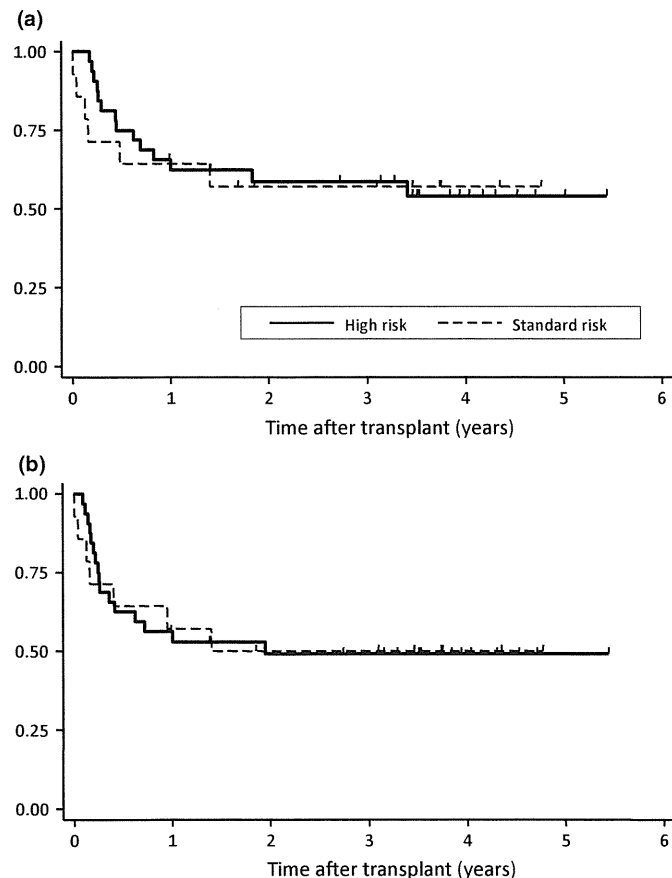 (a)
1.00
0.75
0.50
0.25
0.00
High risk Standard risk
0 1 2 3 4 5 6
Time after transplant (years)
(b)
1.00
0.75
0.50
0.25
0.00
0 1 2 3 4 5 6
Time after transplant (years)